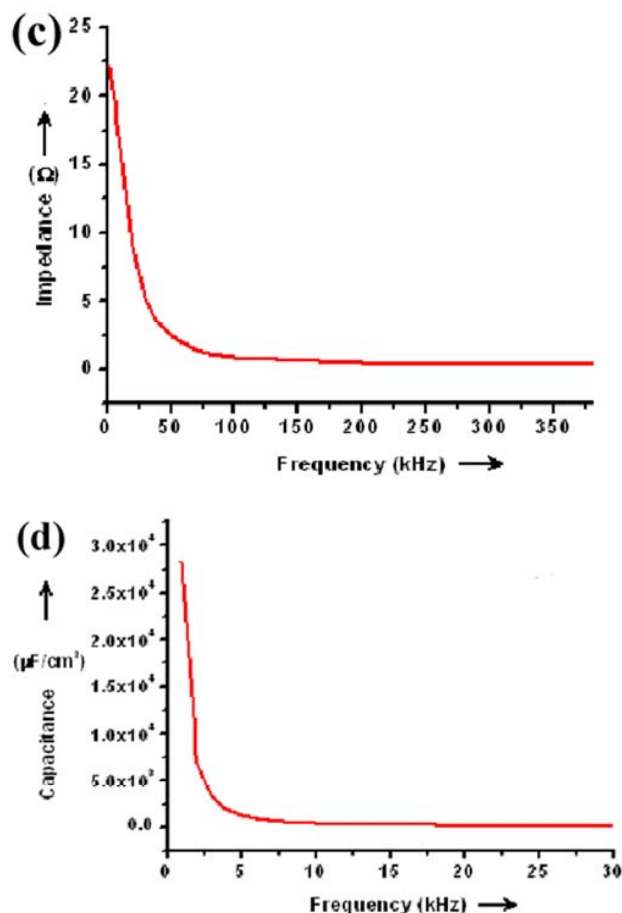 (c)
25
20
15
10
5
0
Impedance (Ω)
0 50 100 150 200 250 300 350
Frequency (kHz)
(d)
3.0x10⁴
2.5x10⁴
2.0x10⁴
1.5x10⁴
1.0x10⁴
5.0x10³
0.0
Capacitance (µF/cm²)
0 5 10 15 20 25 30
Frequency (kHz)